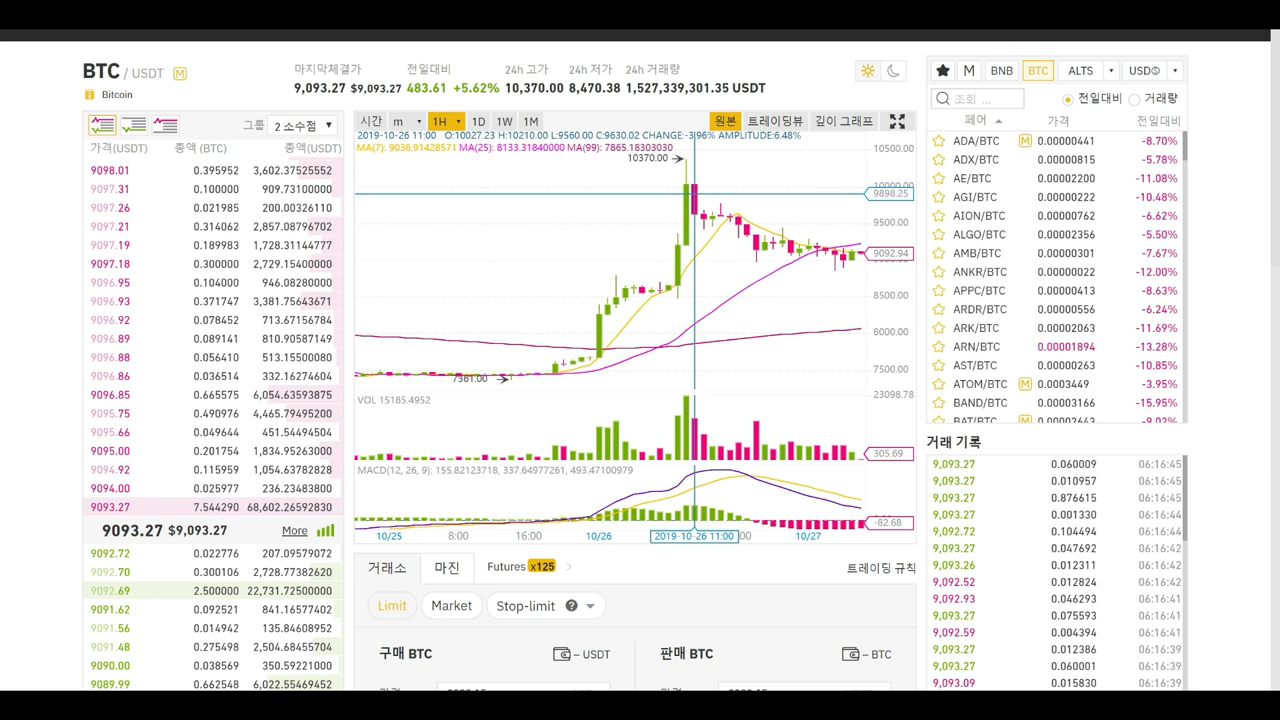 BTC / USDT M
Bitcoin
마지막체결가 전일대비 24h 고가 24h 저가 24h 거래량
9,093.27 $9,093.27 483.61 +5.62% 10,370.00 8,470.38 1,527,339,301.35 USDT
그룹 2 소수점
가격(USDT) 총액 (BTC) 총액(USDT)
9098.01 0.395952 3,602.37525552
9097.31 0.100000 909.73100000
9097.26 0.021985 200.00326110
9097.21 0.314062 2,857.08796702
9097.19 0.189983 1,728.31144777
9097.18 0.300000 2,729.15400000
9096.95 0.104000 946.08280000
9096.93 0.371747 3,381.75643671
9096.92 0.078452 713.67156784
9096.89 0.089141 810.90587149
9096.88 0.056410 513.15500080
9096.86 0.036514 332.16274604
9096.85 0.665575 6,054.63593875
9095.75 0.490976 4,465.79495200
9095.66 0.049644 451.54494504
9095.00 0.201754 1,834.95263000
9094.92 0.115959 1,054.63782828
9094.00 0.025977 236.23483800
9093.27 7.544290 68,602.26592830
9093.27 $9,093.27 More
9092.72 0.022776 207.09579072
9092.70 0.300106 2,728.77382620
9092.69 2.500000 22,731.72500000
9091.62 0.092521 841.16577402
9091.56 0.014942 135.84608952
9091.48 0.275498 2,504.68455704
9090.00 0.038569 350.59221000
9089.99 0.662548 6,022.55469452
시간 m 1H 1D 1W 1M 원본 트레이딩뷰 깊이 그래프
2019-10-26 11:00 O:10027.23 H:10210.00 L:9560.00 C:9630.02 CHANGE:-3.96% AMPLITUDE:6.48%
MA(7): 9036.91428571 MA(25): 8133.31840000 MA(99): 7865.18303030
10370.00
10500.00
10000.00
9898.25
9500.00
9092.94
8500.00
8000.00
7500.00
7361.00
VOL 15185.4952
23098.78
305.69
MACD(12, 26, 9): 155.82123718, 337.64977261, 493.47100979
-82.68
10/25 8:00 16:00 10/26 2019-10-26 11:00 :00 10/27
거래소 마진 Futures x125 트레이딩 규칙
Limit Market Stop-limit ?
구매 BTC – USDT 판매 BTC – BTC
M BNB BTC ALTS USDⓈ
조회 ... 전일대비 거래량
페어 가격 전일대비
ADA/BTC M 0.00000441 -8.70%
ADX/BTC 0.00000815 -5.78%
AE/BTC 0.00002200 -11.08%
AGI/BTC 0.00000222 -10.48%
AION/BTC 0.00000762 -6.62%
ALGO/BTC 0.00002356 -5.50%
AMB/BTC 0.00000301 -7.67%
ANKR/BTC 0.00000022 -12.00%
APPC/BTC 0.00000413 -8.63%
ARDR/BTC 0.00000556 -6.24%
ARK/BTC 0.00002063 -11.69%
ARN/BTC 0.00001894 -13.28%
AST/BTC 0.00000263 -10.85%
ATOM/BTC M 0.0003449 -3.95%
BAND/BTC 0.00003166 -15.95%
BAT/BTC M 0.00002643 -9.02%
거래 기록
9,093.27 0.060009 06:16:45
9,093.27 0.010957 06:16:45
9,093.27 0.876615 06:16:45
9,093.27 0.001330 06:16:44
9,092.72 0.104494 06:16:44
9,093.27 0.047692 06:16:42
9,093.26 0.012311 06:16:42
9,092.52 0.012824 06:16:42
9,092.93 0.046293 06:16:41
9,093.27 0.075593 06:16:41
9,092.59 0.004394 06:16:41
9,093.27 0.012386 06:16:39
9,093.27 0.060001 06:16:39
9,093.09 0.015830 06:16:39